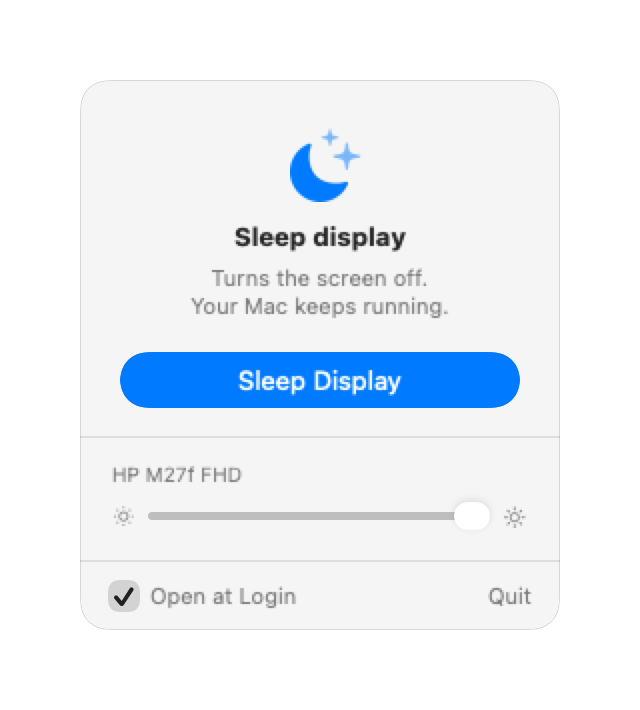 Sleep display
Turns the screen off.
Your Mac keeps running.
Sleep Display
HP M27f FHD
Open at Login
Quit